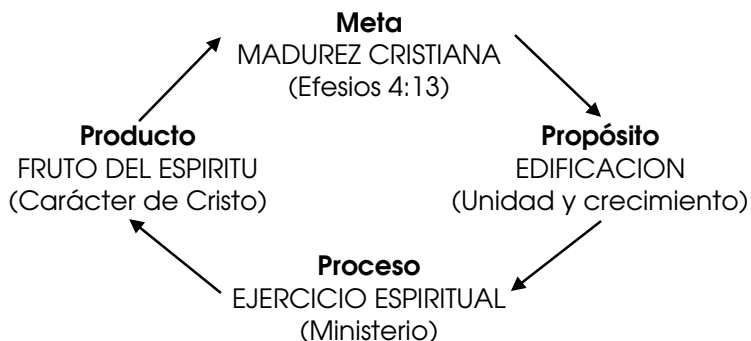 Meta
MADUREZ CRISTIANA
(Efesios 4:13)
Producto
FRUTO DEL ESPIRITU
(Carácter de Cristo)
Propósito
EDIFICACION
(Unidad y crecimiento)
Proceso
EJERCICIO ESPIRITUAL
(Ministerio)